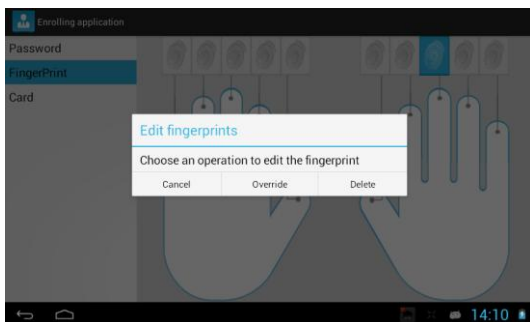 Enrolling application
Password
FingerPrint
Card
Edit fingerprints
Choose an operation to edit the fingerprint
Cancel Override Delete
14:10